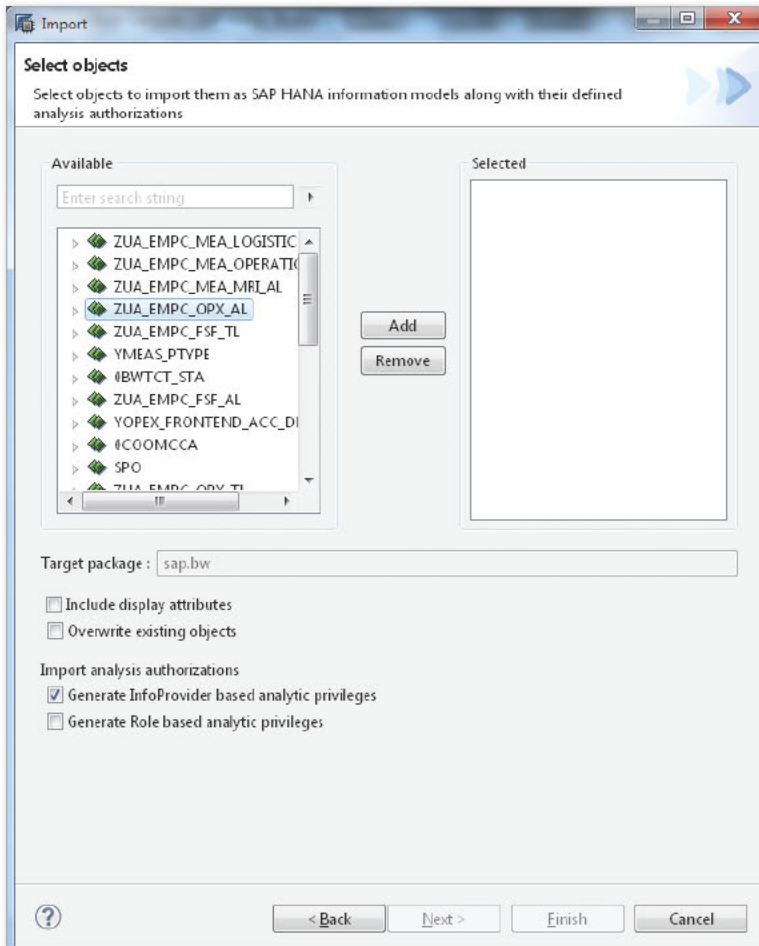 Import
Select objects
Select objects to import them as SAP HANA information models along with their defined
analysis authorizations
Available
Enter search string
ZUA_EMPC_MEA_LOGISTIC
ZUA_EMPC_MEA_OPERATIO
ZUA_EMPC_MEA_MRI_AL
ZUA_EMPC_OPX_AL
ZUA_EMPC_FSF_TL
YMEAS_PTYPE
0BWTCT_STA
ZUA_EMPC_FSF_AL
YOPEX_FRONTEND_ACC_DI
0COOMCCA
SPO
ZUA_EMPC_OPX_TL
Add
Remove
Selected
Target package : sap.bw
Include display attributes
Overwrite existing objects
Import analysis authorizations
Generate InfoProvider based analytic privileges
Generate Role based analytic privileges
?
< Back
Next >
Finish
Cancel